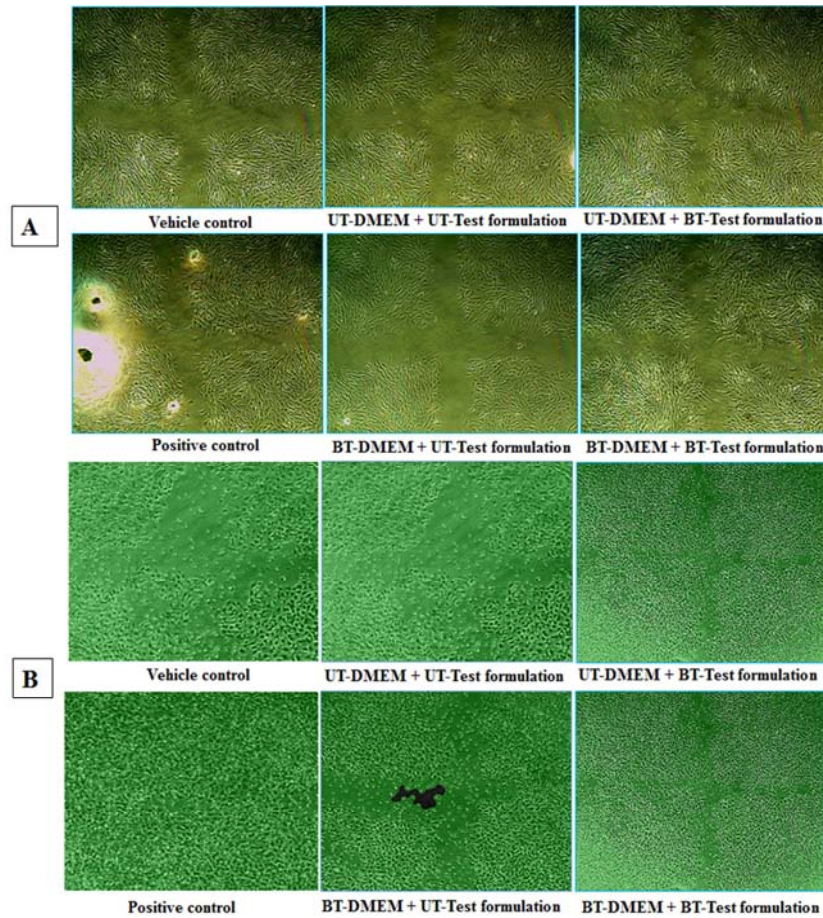 A
Vehicle control
UT-DMEM + UT-Test formulation
UT-DMEM + BT-Test formulation
Positive control
BT-DMEM + UT-Test formulation
BT-DMEM + BT-Test formulation
B
Vehicle control
UT-DMEM + UT-Test formulation
UT-DMEM + BT-Test formulation
Positive control
BT-DMEM + UT-Test formulation
BT-DMEM + BT-Test formulation